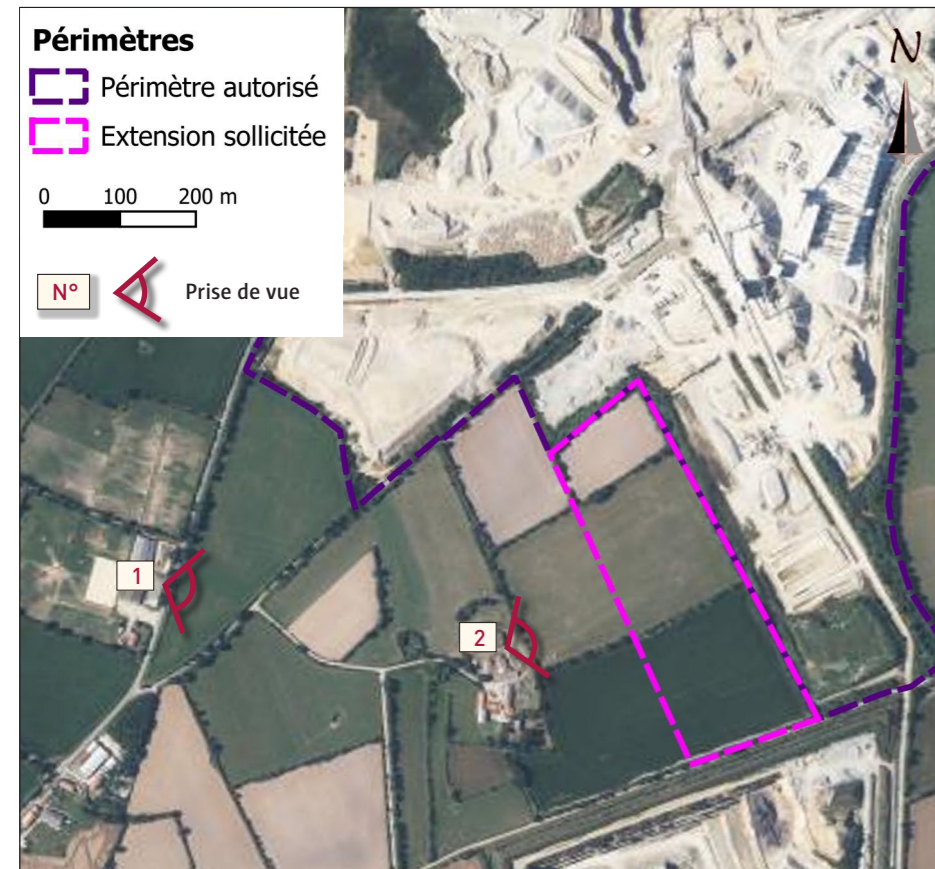 Périmètres
Périmètre autorisé
Extension sollicitée
0 100 200 m
N° Prise de vue
N
1
2